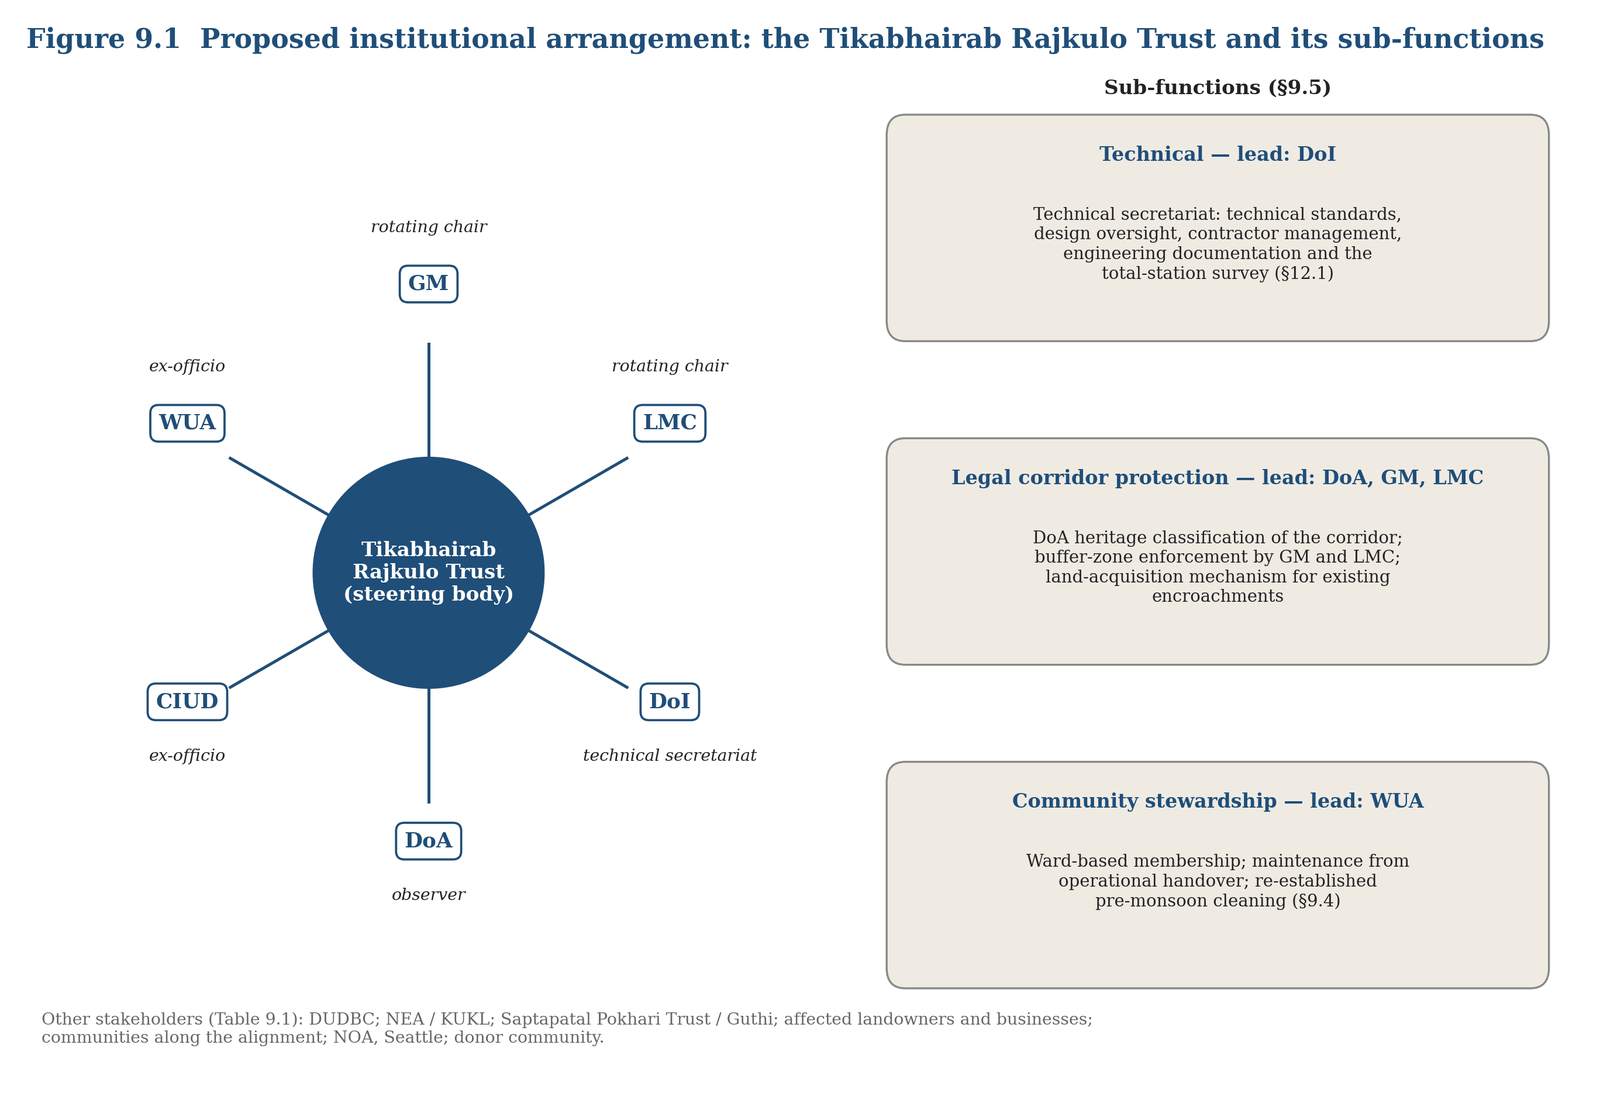 Figure 9.1  Proposed institutional arrangement: the Tikabhairab Rajkulo Trust and its sub-functions
rotating chair
GM
ex-officio
WUA
rotating chair
LMC
Tikabhairab
Rajkulo Trust
(steering body)
CIUD
ex-officio
DoI
technical secretariat
DoA
observer
Sub-functions (§9.5)
Technical — lead: DoI
Technical secretariat: technical standards,
design oversight, contractor management,
engineering documentation and the
total-station survey (§12.1)
Legal corridor protection — lead: DoA, GM, LMC
DoA heritage classification of the corridor;
buffer-zone enforcement by GM and LMC;
land-acquisition mechanism for existing
encroachments
Community stewardship — lead: WUA
Ward-based membership; maintenance from
operational handover; re-established
pre-monsoon cleaning (§9.4)
Other stakeholders (Table 9.1): DUDBC; NEA / KUKL; Saptapatal Pokhari Trust / Guthi; affected landowners and businesses;
communities along the alignment; NOA, Seattle; donor community.